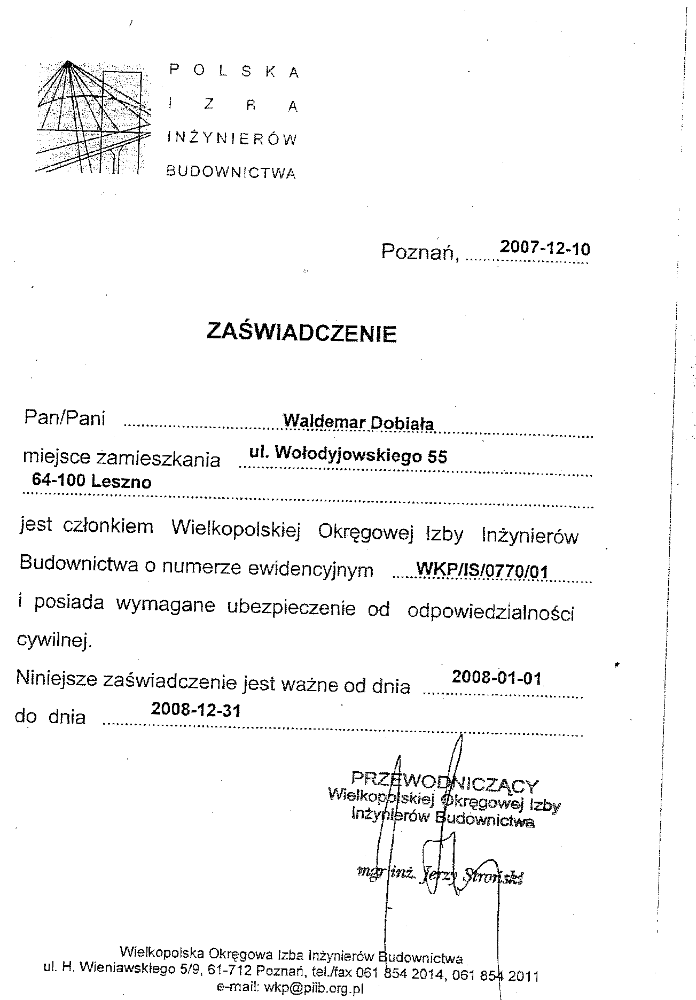 P O L S K A
I Z B A
INŻYNIERÓW
BUDOWNICTWA
Poznań, 2007-12-10
ZAŚWIADCZENIE
Pan/Pani Waldemar Dobiała
miejsce zamieszkania ul. Wołodyjowskiego 55
64-100 Leszno
jest członkiem Wielkopolskiej Okręgowej Izby Inżynierów
Budownictwa o numerze ewidencyjnym WKP/IS/0770/01
i posiada wymagane ubezpieczenie od odpowiedzialności
cywilnej.
Niniejsze zaświadczenie jest ważne od dnia 2008-01-01
do dnia 2008-12-31
PRZEWODNICZĄCY
Wielkopolskiej Okręgowej Izby
Inżynierów Budownictwa
mgr inż. Jerzy Stroński
Wielkopolska Okręgowa Izba Inżynierów Budownictwa
ul. H. Wieniawskiego 5/9, 61-712 Poznań, tel./fax 061 854 2014, 061 854 2011
e-mail: wkp@piib.org.pl